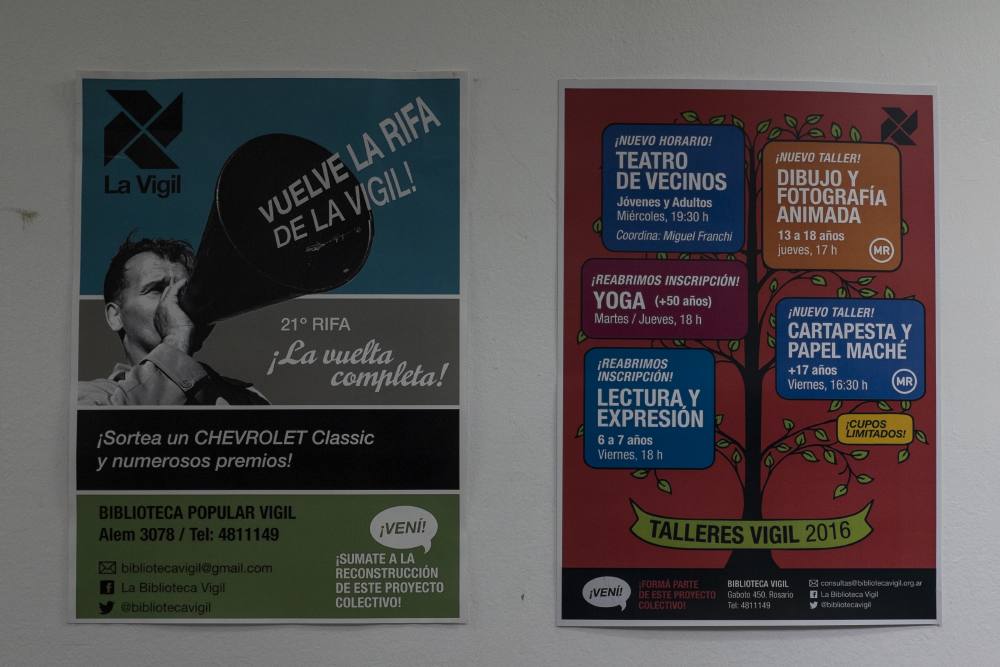 La Vigil
VUELVE LA RIFA
DE LA VIGIL!
21º RIFA
¡La vuelta
completa!
¡Sortea un CHEVROLET Classic
y numerosos premios!
BIBLIOTECA POPULAR VIGIL
Alem 3078 / Tel: 4811149
bibliotecavigil@gmail.com
La Biblioteca Vigil
@bibliotecavigil
¡VENÍ!
¡SUMATE A LA
RECONSTRUCCIÓN
DE ESTE PROYECTO
COLECTIVO!
¡NUEVO HORARIO!
TEATRO
DE VECINOS
Jóvenes y Adultos
Miércoles, 19:30 h
Coordina: Miguel Franchi
¡NUEVO TALLER!
DIBUJO Y
FOTOGRAFÍA
ANIMADA
13 a 18 años
jueves, 17 h
MR
¡REABRIMOS INSCRIPCIÓN!
YOGA (+50 años)
Martes / Jueves, 18 h
¡NUEVO TALLER!
CARTAPESTA Y
PAPEL MACHÉ
+17 años
Viernes, 16:30 h
MR
¡REABRIMOS
INSCRIPCIÓN!
LECTURA Y
EXPRESIÓN
6 a 7 años
Viernes, 18 h
¡CUPOS
LIMITADOS!
TALLERES VIGIL 2016
¡VENÍ!
¡FORMÁ PARTE
DE ESTE PROYECTO
COLECTIVO!
BIBLIOTECA VIGIL
Gaboto 450. Rosario
Tel: 4811149
consultas@bibliotecavigil.org.ar
La Biblioteca Vigil
@bibliotecavigil